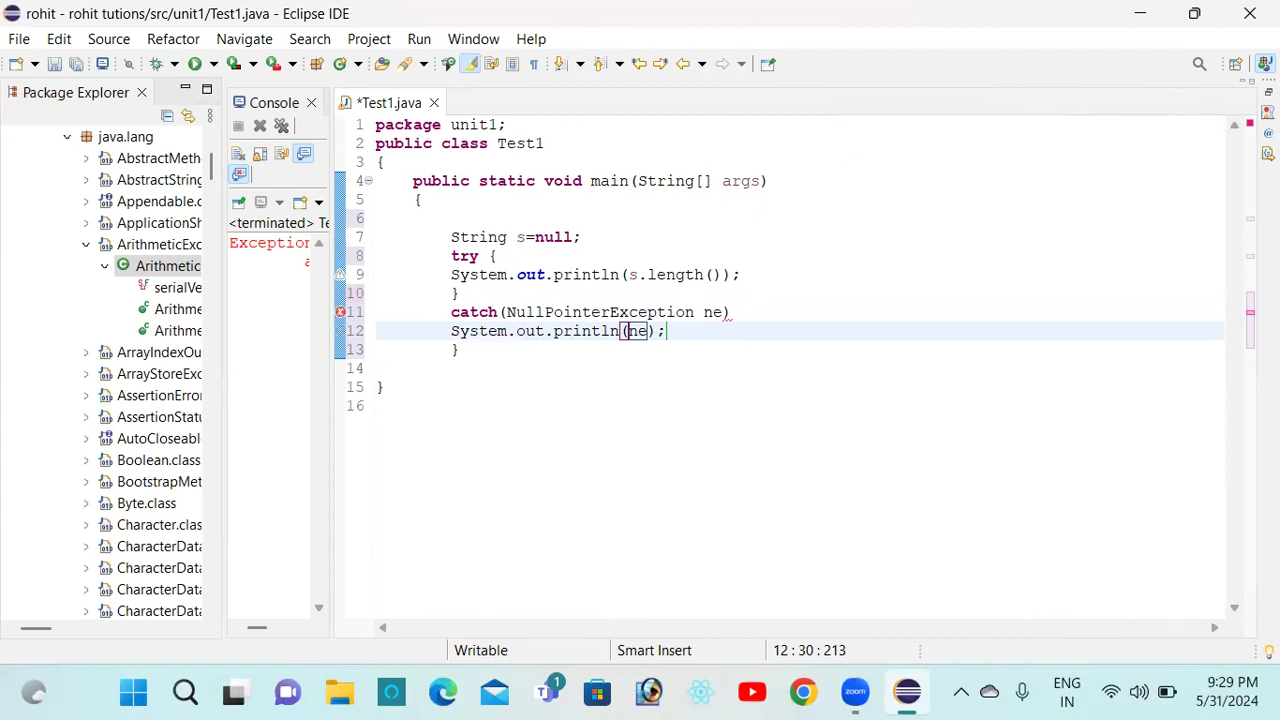 rohit - rohit tutions/src/unit1/Test1.java - Eclipse IDE
File Edit Source Refactor Navigate Search Project Run Window Help
Package Explorer
Console
*Test1.java
java.lang
AbstractMeth
AbstractString
Appendable.c
ApplicationSh
ArithmeticExc
Arithmetic
serialVe
Arithme
Arithme
ArrayIndexOu
ArrayStoreExc
AssertionErro
AssertionStatu
AutoCloseabl
Boolean.class
BootstrapMet
Byte.class
Character.clas
CharacterData
CharacterData
CharacterData
CharacterData
<terminated> Te
Exception
a
1 package unit1;
2 public class Test1
3 {
4 public static void main(String[] args)
5 {
6
7 String s=null;
8 try {
9 System.out.println(s.length());
10 }
11 catch(NullPointerException ne)
12 System.out.println(ne);
13 }
14
15 }
16
Writable
Smart Insert
12 : 30 : 213
1
zoom
ENG
IN
9:29 PM
5/31/2024